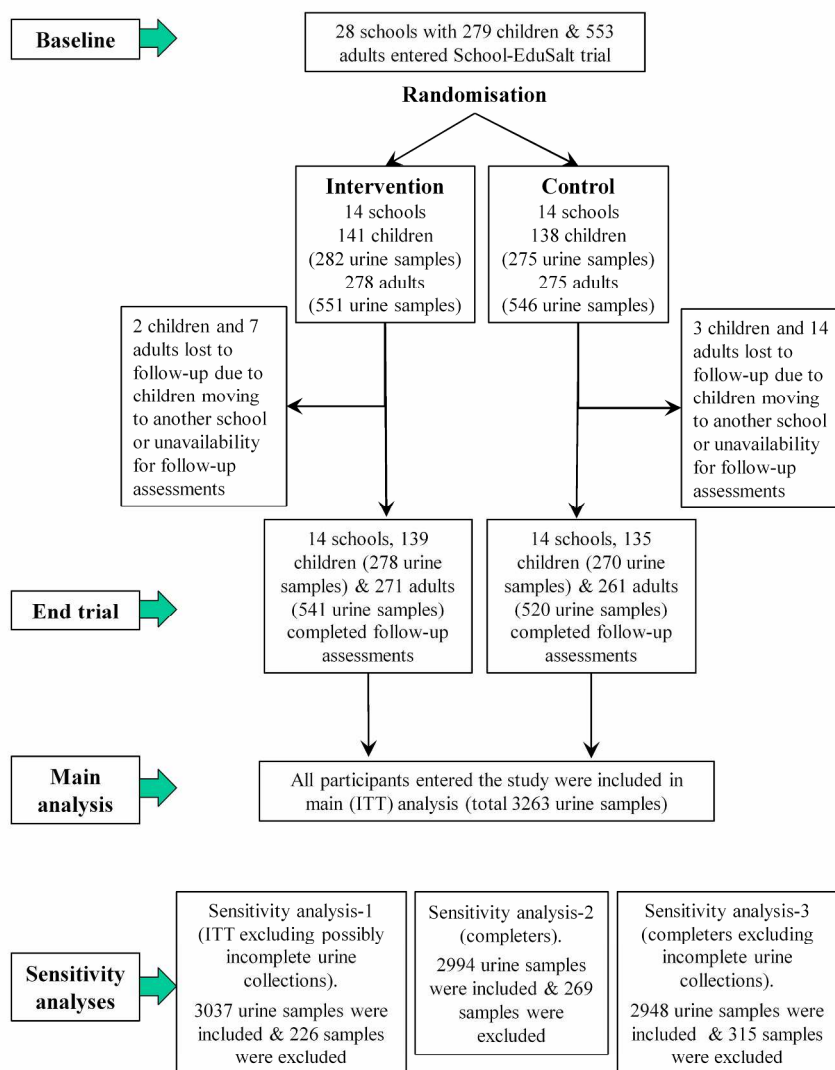 Baseline
28 schools with 279 children & 553
adults entered School-EduSalt trial
Randomisation
Intervention
14 schools
141 children
(282 urine samples)
278 adults
(551 urine samples)
Control
14 schools
138 children
(275 urine samples)
275 adults
(546 urine samples)
2 children and 7
adults lost to
follow-up due to
children moving
to another school
or unavailability
for follow-up
assessments
3 children and 14
adults lost to
follow-up due to
children moving
to another school
or unavailability
for follow-up
assessments
End trial
14 schools, 139
children (278 urine
samples) & 271 adults
(541 urine samples)
completed follow-up
assessments
14 schools, 135
children (270 urine
samples) & 261 adults
(520 urine samples)
completed follow-up
assessments
Main
analysis
All participants entered the study were included in
main (ITT) analysis (total 3263 urine samples)
Sensitivity
analyses
Sensitivity analysis-1
(ITT excluding possibly
incomplete urine
collections).
3037 urine samples were
included & 226 samples
were excluded
Sensitivity analysis-2
(completers).
2994 urine samples
were included & 269
samples were
excluded
Sensitivity analysis-3
(completers excluding
incomplete urine
collections).
2948 urine samples were
included & 315 samples
were excluded